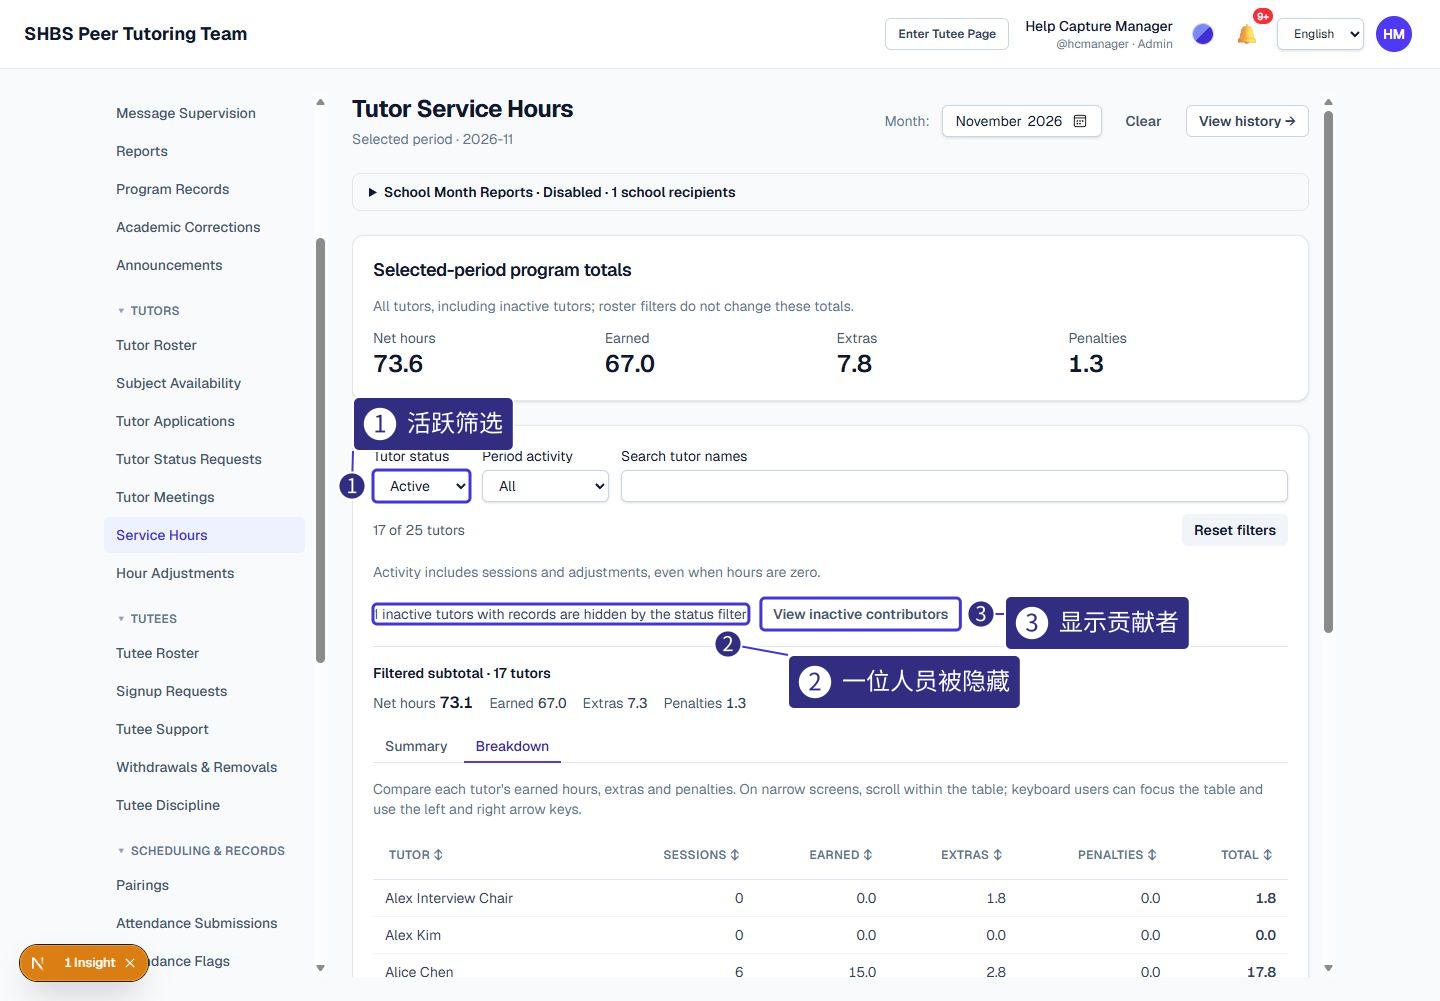 SHBS Peer Tutoring Team
Enter Tutee Page
Help Capture Manager
@hcmanager · Admin
9+
English
HM
Message Supervision
Reports
Program Records
Academic Corrections
Announcements
TUTORS
Tutor Roster
Subject Availability
Tutor Applications
Tutor Status Requests
Tutor Meetings
Service Hours
Hour Adjustments
TUTEES
Tutee Roster
Signup Requests
Tutee Support
Withdrawals & Removals
Tutee Discipline
SCHEDULING & RECORDS
Pairings
Attendance Submissions
dance Flags
1 Insight
Tutor Service Hours
Selected period · 2026-11
Month:
November 2026
Clear
View history →
School Month Reports · Disabled · 1 school recipients
Selected-period program totals
All tutors, including inactive tutors; roster filters do not change these totals.
Net hours Earned Extras Penalties
73.6 67.0 7.8 1.3
1 活跃筛选
Tutor status Period activity Search tutor names
1 Active All
17 of 25 tutors
Reset filters
Activity includes sessions and adjustments, even when hours are zero.
inactive tutors with records are hidden by the status filter
View inactive contributors
3
3 显示贡献者
2
2 一位人员被隐藏
Filtered subtotal · 17 tutors
Net hours 73.1 Earned 67.0 Extras 7.3 Penalties 1.3
Summary Breakdown
Compare each tutor's earned hours, extras and penalties. On narrow screens, scroll within the table; keyboard users can focus the table and
use the left and right arrow keys.
TUTOR SESSIONS EARNED EXTRAS PENALTIES TOTAL
Alex Interview Chair 0 0.0 1.8 0.0 1.8
Alex Kim 0 0.0 0.0 0.0 0.0
Alice Chen 6 15.0 2.8 0.0 17.8